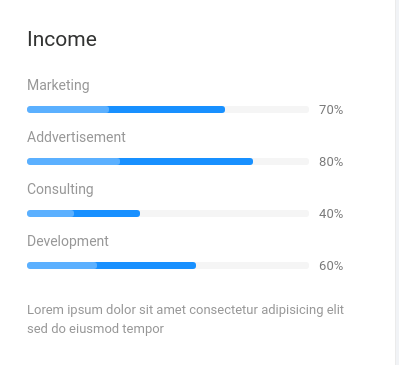 Income
Marketing
70%
Addvertisement
80%
Consulting
40%
Development
60%
Lorem ipsum dolor sit amet consectetur adipisicing elit
sed do eiusmod tempor